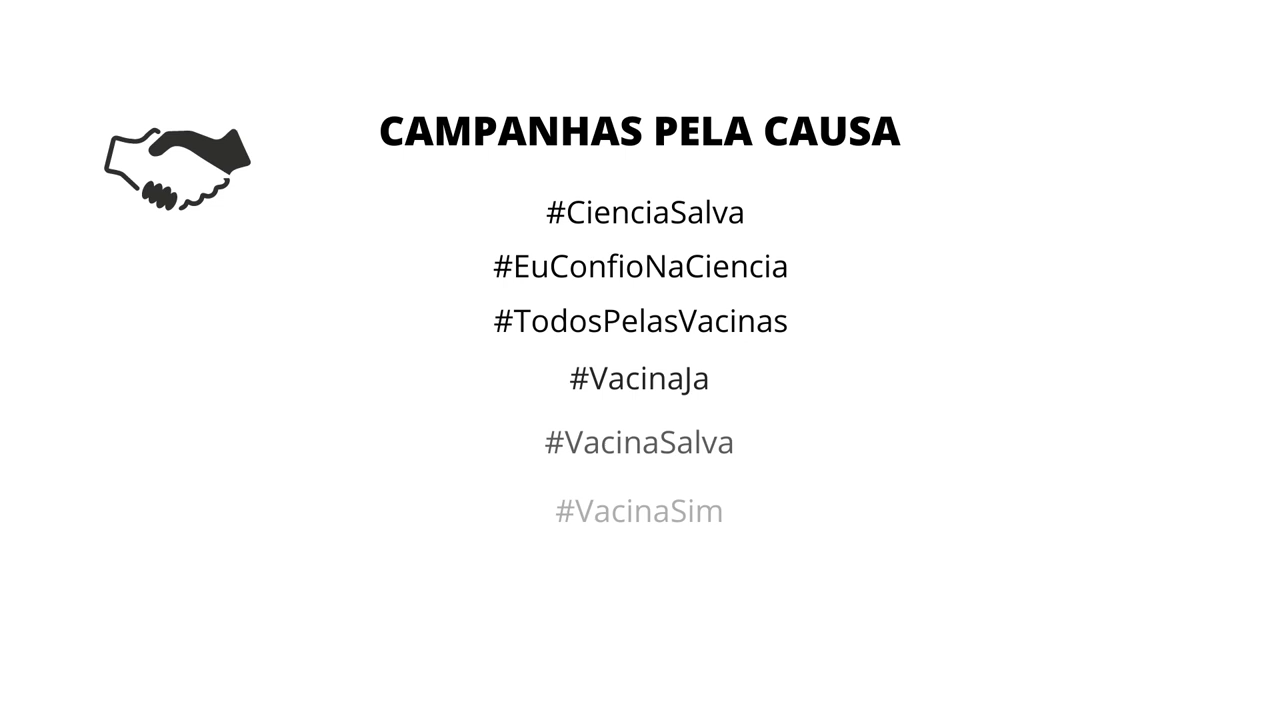 CAMPANHAS PELA CAUSA
#CienciaSalva
#EuConfioNaCiencia
#TodosPelasVacinas
#VacinaJa
#VacinaSalva
#VacinaSim